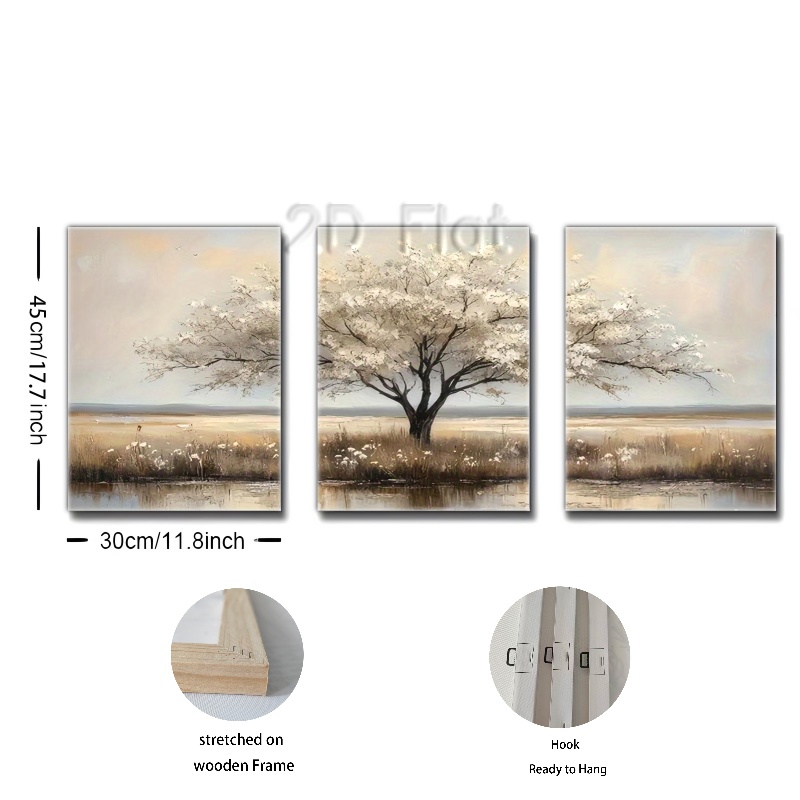 2D Flat
45cm/17.7inch
30cm/11.8inch
stretched on
wooden Frame
Hook
Ready to Hang